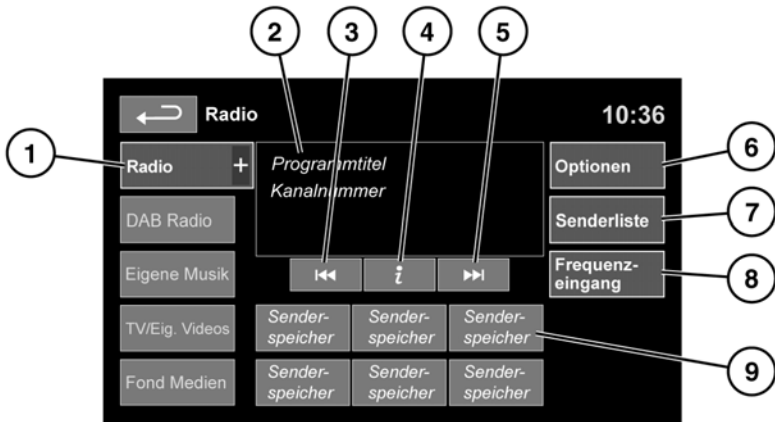 2
3
4
5
Radio
10:36
1
Radio +
Programmtitel
Kanalnummer
Optionen
6
DAB Radio
Senderliste
7
Eigene Musik
i
Frequenz-
eingang
8
TV/Eig. Videos
Sender-
speicher
Sender-
speicher
Sender-
speicher
9
Fond Medien
Sender-
speicher
Sender-
speicher
Sender-
speicher